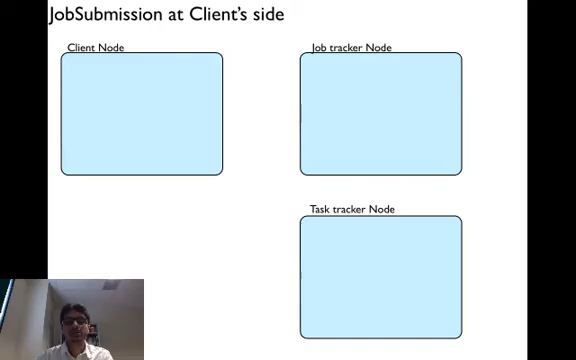 JobSubmission at Client's side
Client Node
Job tracker Node
Task tracker Node